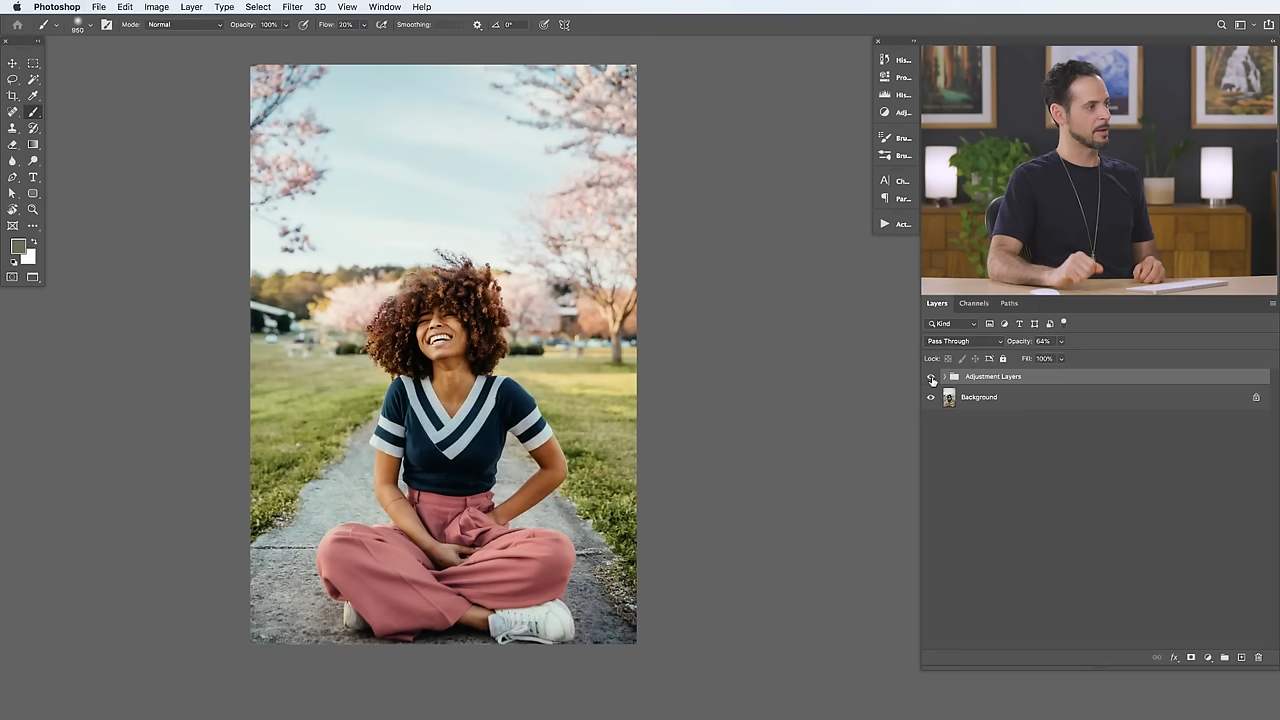 Photoshop File Edit Image Layer Type Select Filter 3D View Window Help
950 Mode: Normal Opacity: 100% Flow: 20% Smoothing: 0°
His...
Pro...
His...
Adj...
Bru...
Bru...
Ch...
Par...
Act...
Layers Channels Paths
Kind
Pass Through Opacity: 64%
Lock: Fill: 100%
Adjustment Layers
Background